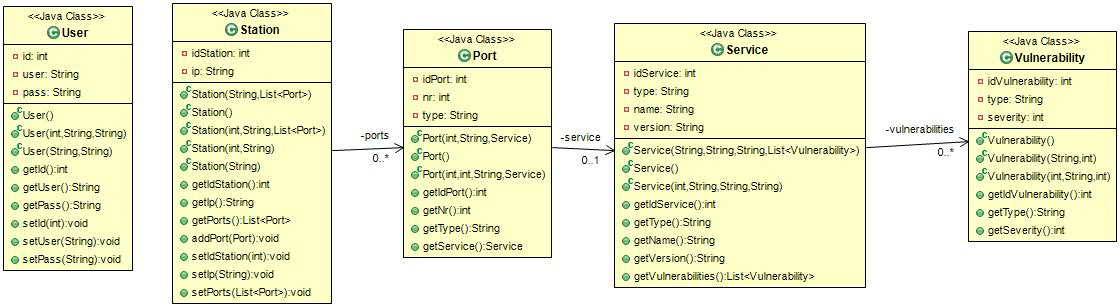 <<Java Class>>
User
id: int
user: String
pass: String
User()
User(int,String,String)
User(String,String)
getId():int
getUser():String
getPass():String
setId(int):void
setUser(String):void
setPass(String):void
<<Java Class>>
Station
idStation: int
ip: String
Station(String,List<Port>)
Station()
Station(int,String,List<Port>)
Station(int,String)
Station(String)
getIdStation():int
getIp():String
getPorts():List<Port>
addPort(Port):void
setIdStation(int):void
setIp(String):void
setPorts(List<Port>):void
-ports
0..*
<<Java Class>>
Port
idPort: int
nr: int
type: String
Port(int,String,Service)
Port()
Port(int,int,String,Service)
getIdPort():int
getNr():int
getType():String
getService():Service
-service
0..1
<<Java Class>>
Service
idService: int
type: String
name: String
version: String
Service(String,String,String,List<Vulnerability>)
Service()
Service(int,String,String,String)
getIdService():int
getType():String
getName():String
getVersion():String
getVulnerabilities():List<Vulnerability>
-vulnerabilities
0..*
<<Java Class>>
Vulnerability
idVulnerability: int
type: String
severity: int
Vulnerability()
Vulnerability(String,int)
Vulnerability(int,String,int)
getIdVulnerability():int
getType():String
getSeverity():int